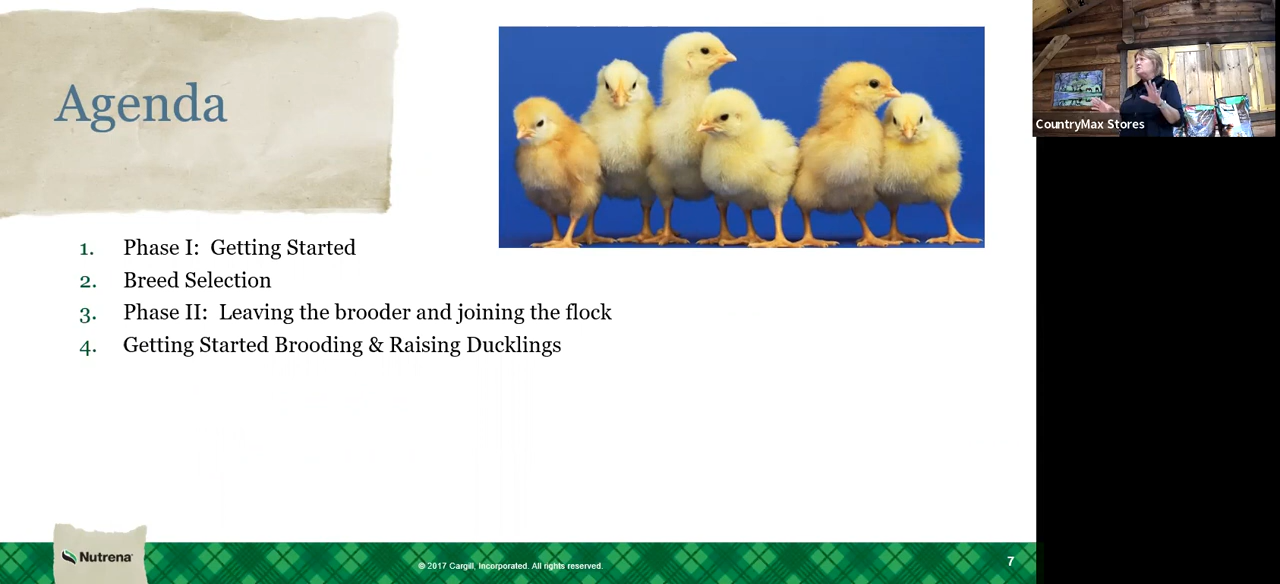 Agenda
CountryMax Stores
1. Phase I: Getting Started
2. Breed Selection
3. Phase II: Leaving the brooder and joining the flock
4. Getting Started Brooding & Raising Ducklings
Nutrena
© 2017 Cargill, Incorporated. All rights reserved.
7